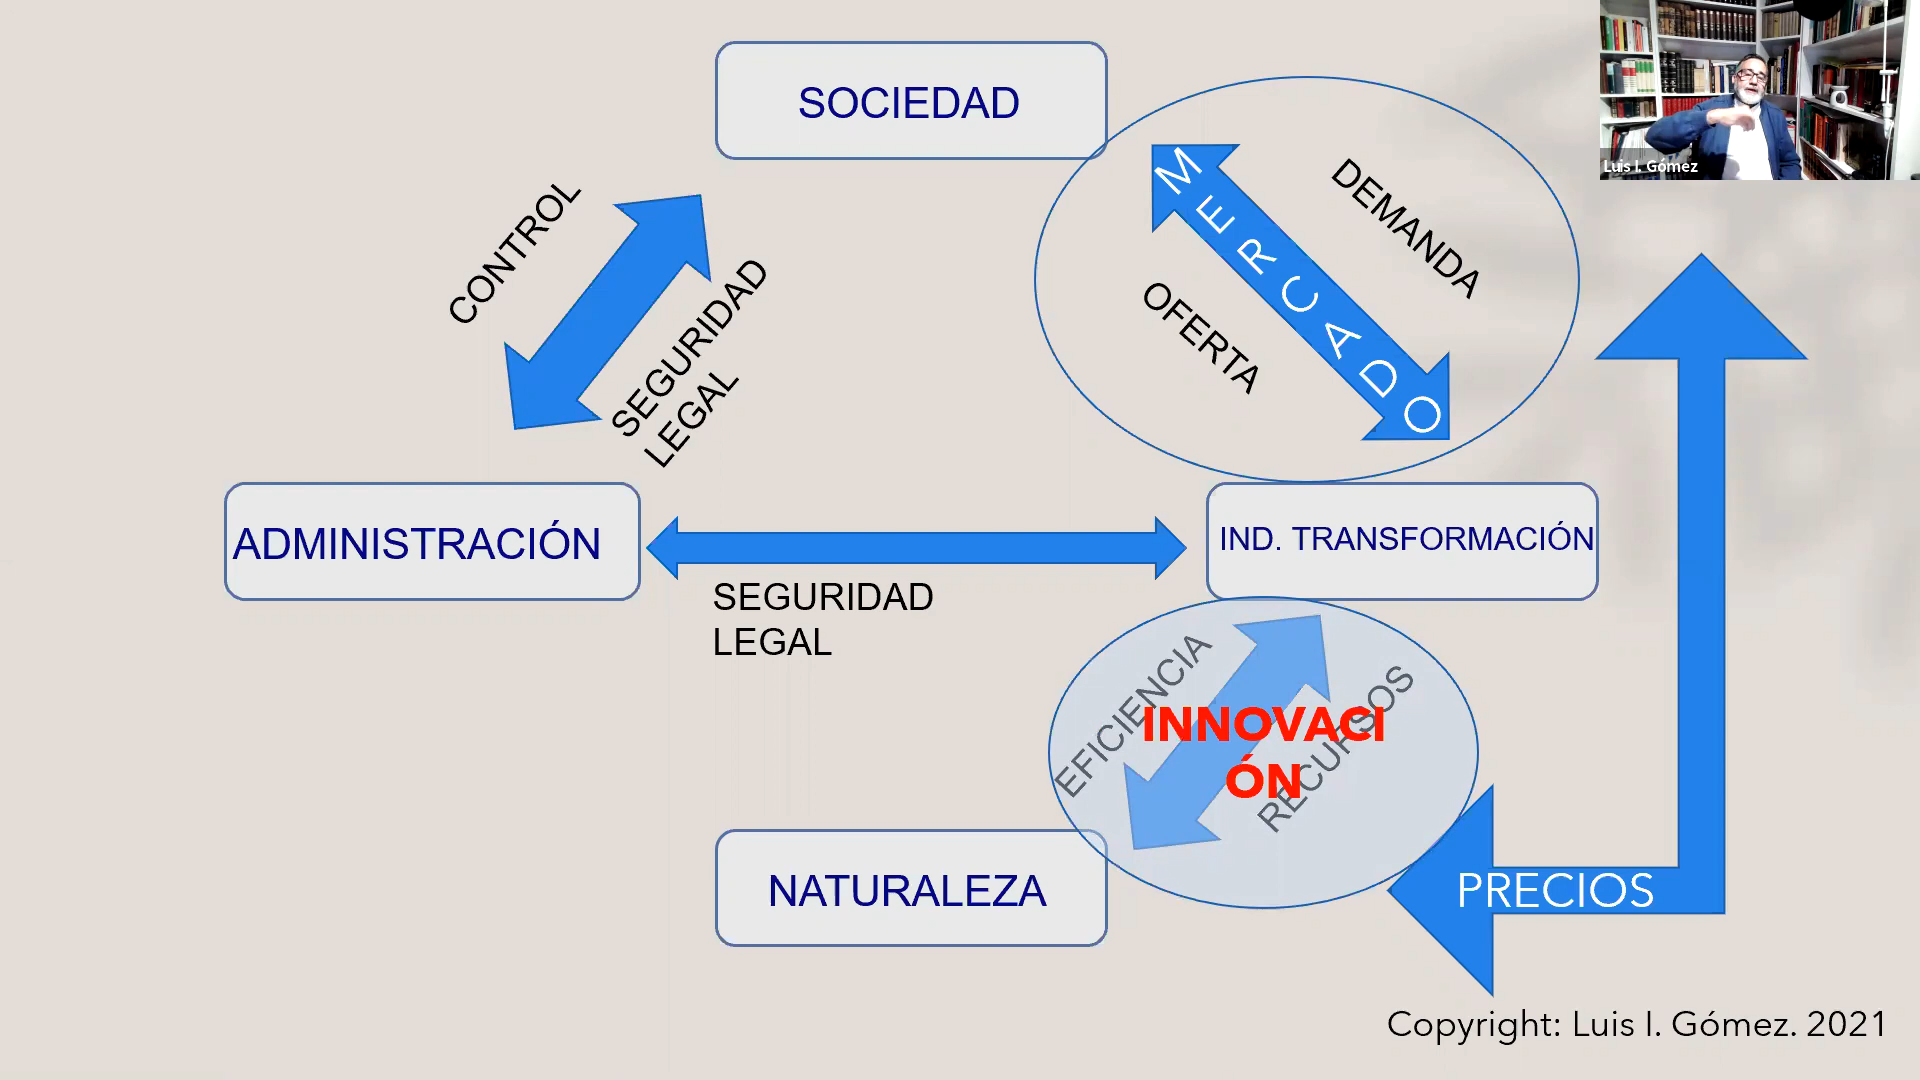 SOCIEDAD
Luis I. Gómez
CONTROL
SEGURIDAD
LEGAL
MERCADO
DEMANDA
OFERTA
ADMINISTRACIÓN
IND. TRANSFORMACIÓN
SEGURIDAD
LEGAL
EFICIENCIA
RECURSOS
INNOVACI
ÓN
NATURALEZA
PRECIOS
Copyright: Luis I. Gómez. 2021